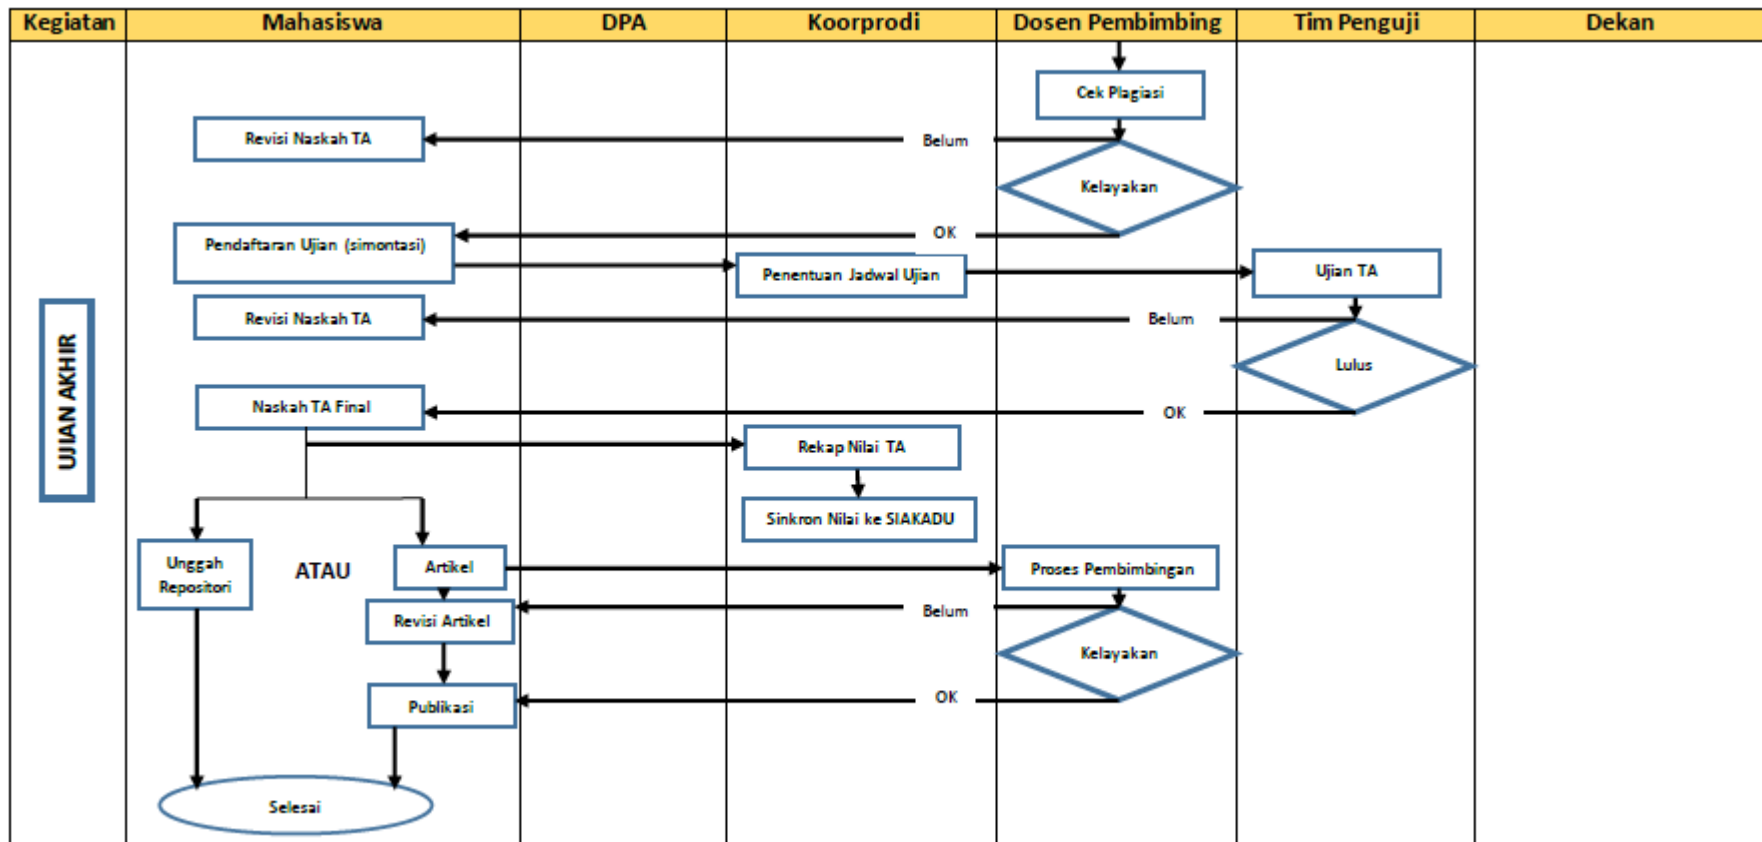 Kegiatan
Mahasiswa
DPA
Koorprodi
Dosen Pembimbing
Tim Penguji
Dekan
Cek Plagiasi
Revisi Naskah TA
Belum
Kelayakan
Pendaftaran Ujian (simontasi)
OK
Penentuan Jadwal Ujian
Ujian TA
Revisi Naskah TA
Belum
Lulus
UJIAN AKHIR
Naskah TA Final
OK
Rekap Nilai TA
Sinkron Nilai ke SIAKADU
Unggah
Repositori
ATAU
Artikel
Proses Pembimbingan
Revisi Artikel
Belum
Kelayakan
Publikasi
OK
Selesai